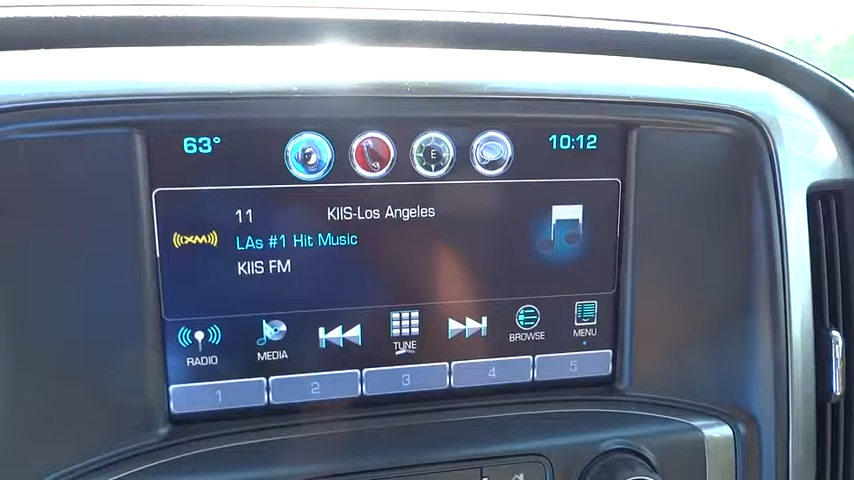 63°
E
10:12
11 KIIS-Los Angeles
((XM))
LAs #1 Hit Music
KIIS FM
RADIO
MEDIA
TUNE
BROWSE
MENU
1 2 3 4 5